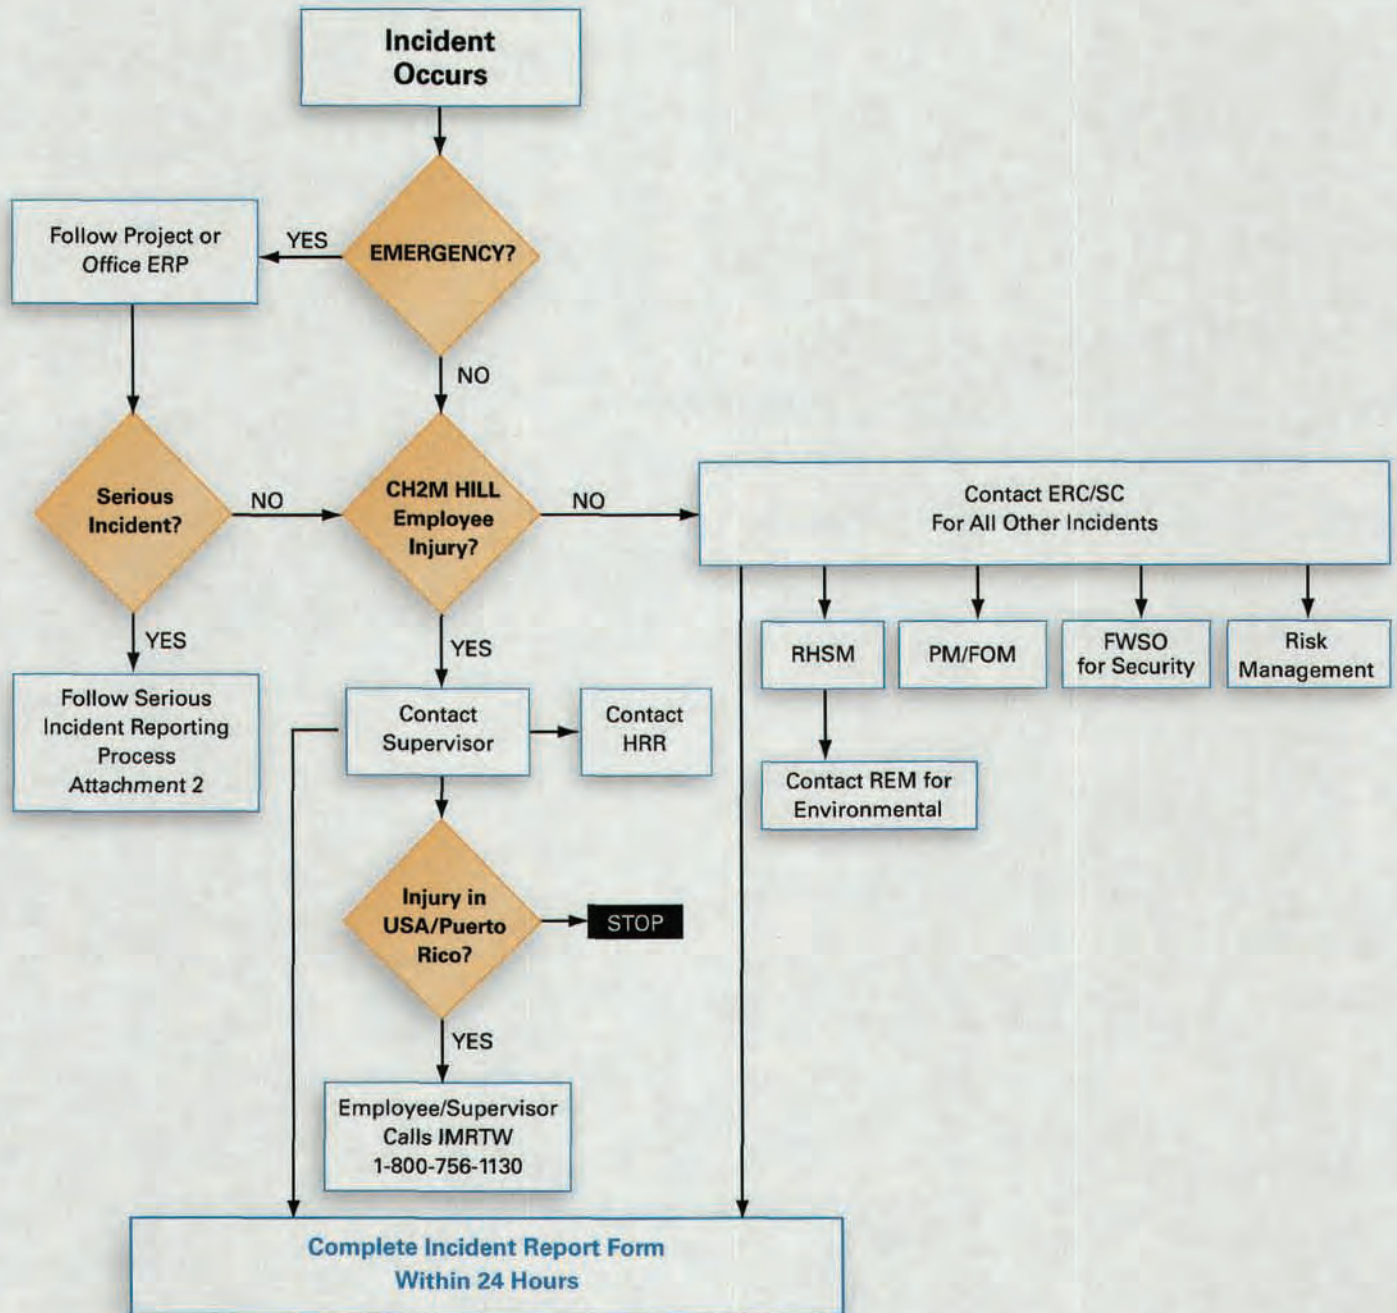 Incident
Occurs
EMERGENCY?
YES
Follow Project or
Office ERP
NO
Serious
Incident?
NO
CH2M HILL
Employee
Injury?
NO
Contact ERC/SC
For All Other Incidents
YES
Follow Serious
Incident Reporting
Process
Attachment 2
YES
Contact
Supervisor
Contact
HRR
RHSM
PM/FOM
FWSO
for Security
Risk
Management
Contact REM for
Environmental
Injury in
USA/Puerto
Rico?
STOP
YES
Employee/Supervisor
Calls IMRTW
1-800-756-1130
Complete Incident Report Form
Within 24 Hours